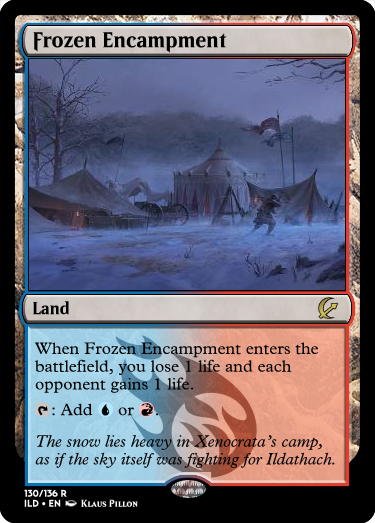 Frozen Encampment
Land
When Frozen Encampment enters the
battlefield, you lose 1 life and each
opponent gains 1 life.
: Add or .
The snow lies heavy in Xenocrata's camp,
as if the sky itself was fighting for Ildathach.
130/136 R
ILD • EN Klaus Pillon